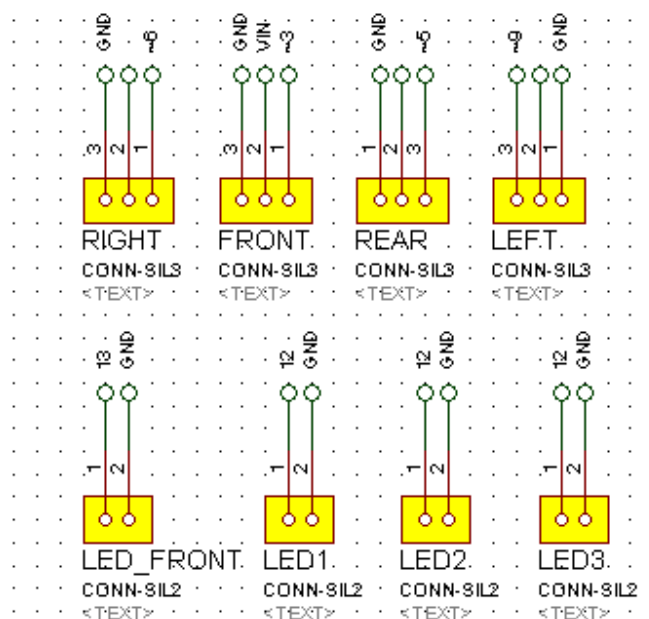 GND ~6 GND VIN ~3 GND ~5 ~9 GND
3 2 1 3 2 1 1 2 3 3 2 1
RIGHT FRONT REAR LEFT
CONN-SIL3 CONN-SIL3 CONN-SIL3 CONN-SIL3
<TEXT> <TEXT> <TEXT> <TEXT>
13 GND 12 GND 12 GND 12 GND
1 2 1 2 1 2 1 2
LED_FRONT LED1 LED2 LED3
CONN-SIL2 CONN-SIL2 CONN-SIL2 CONN-SIL2
<TEXT> <TEXT> <TEXT> <TEXT>